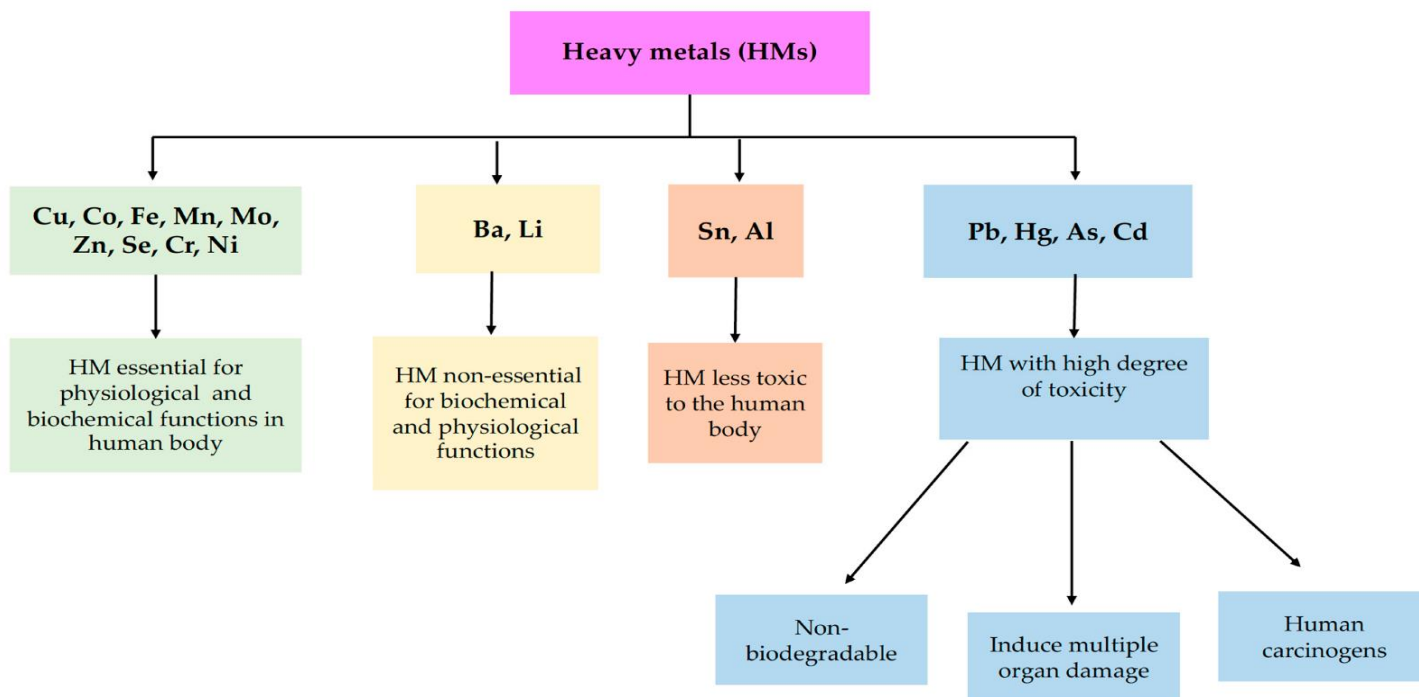 Heavy metals (HMs)
Cu, Co, Fe, Mn, Mo,
Zn, Se, Cr, Ni
Ba, Li
Sn, Al
Pb, Hg, As, Cd
HM essential for
physiological and
biochemical functions in
human body
HM non-essential
for biochemical
and physiological
functions
HM less toxic
to the human
body
HM with high degree
of toxicity
Non-
biodegradable
Induce multiple
organ damage
Human
carcinogens